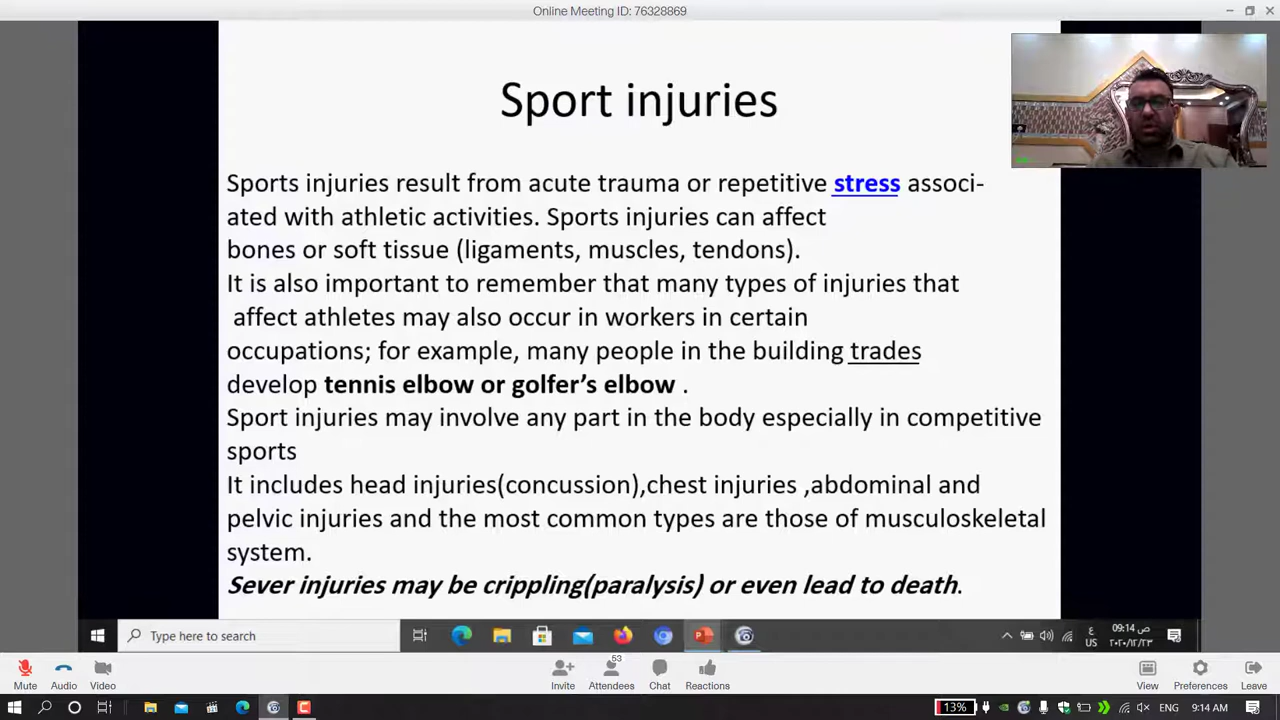 Online Meeting ID: 76328869
Sport injuries
Sports injuries result from acute trauma or repetitive stress associ-
ated with athletic activities. Sports injuries can affect
bones or soft tissue (ligaments, muscles, tendons).
It is also important to remember that many types of injuries that
affect athletes may also occur in workers in certain
occupations; for example, many people in the building trades
develop tennis elbow or golfer’s elbow .
Sport injuries may involve any part in the body especially in competitive
sports
It includes head injuries(concussion),chest injuries ,abdominal and
pelvic injuries and the most common types are those of musculoskeletal
system.
Sever injuries may be crippling(paralysis) or even lead to death.
Type here to search
ع
US
09:14 ص
٢٠٢٠/١٢/٢٣
53
Mute
Audio
Video
Invite
Attendees
Chat
Reactions
View
Preferences
Leave
13%
ENG
9:14 AM